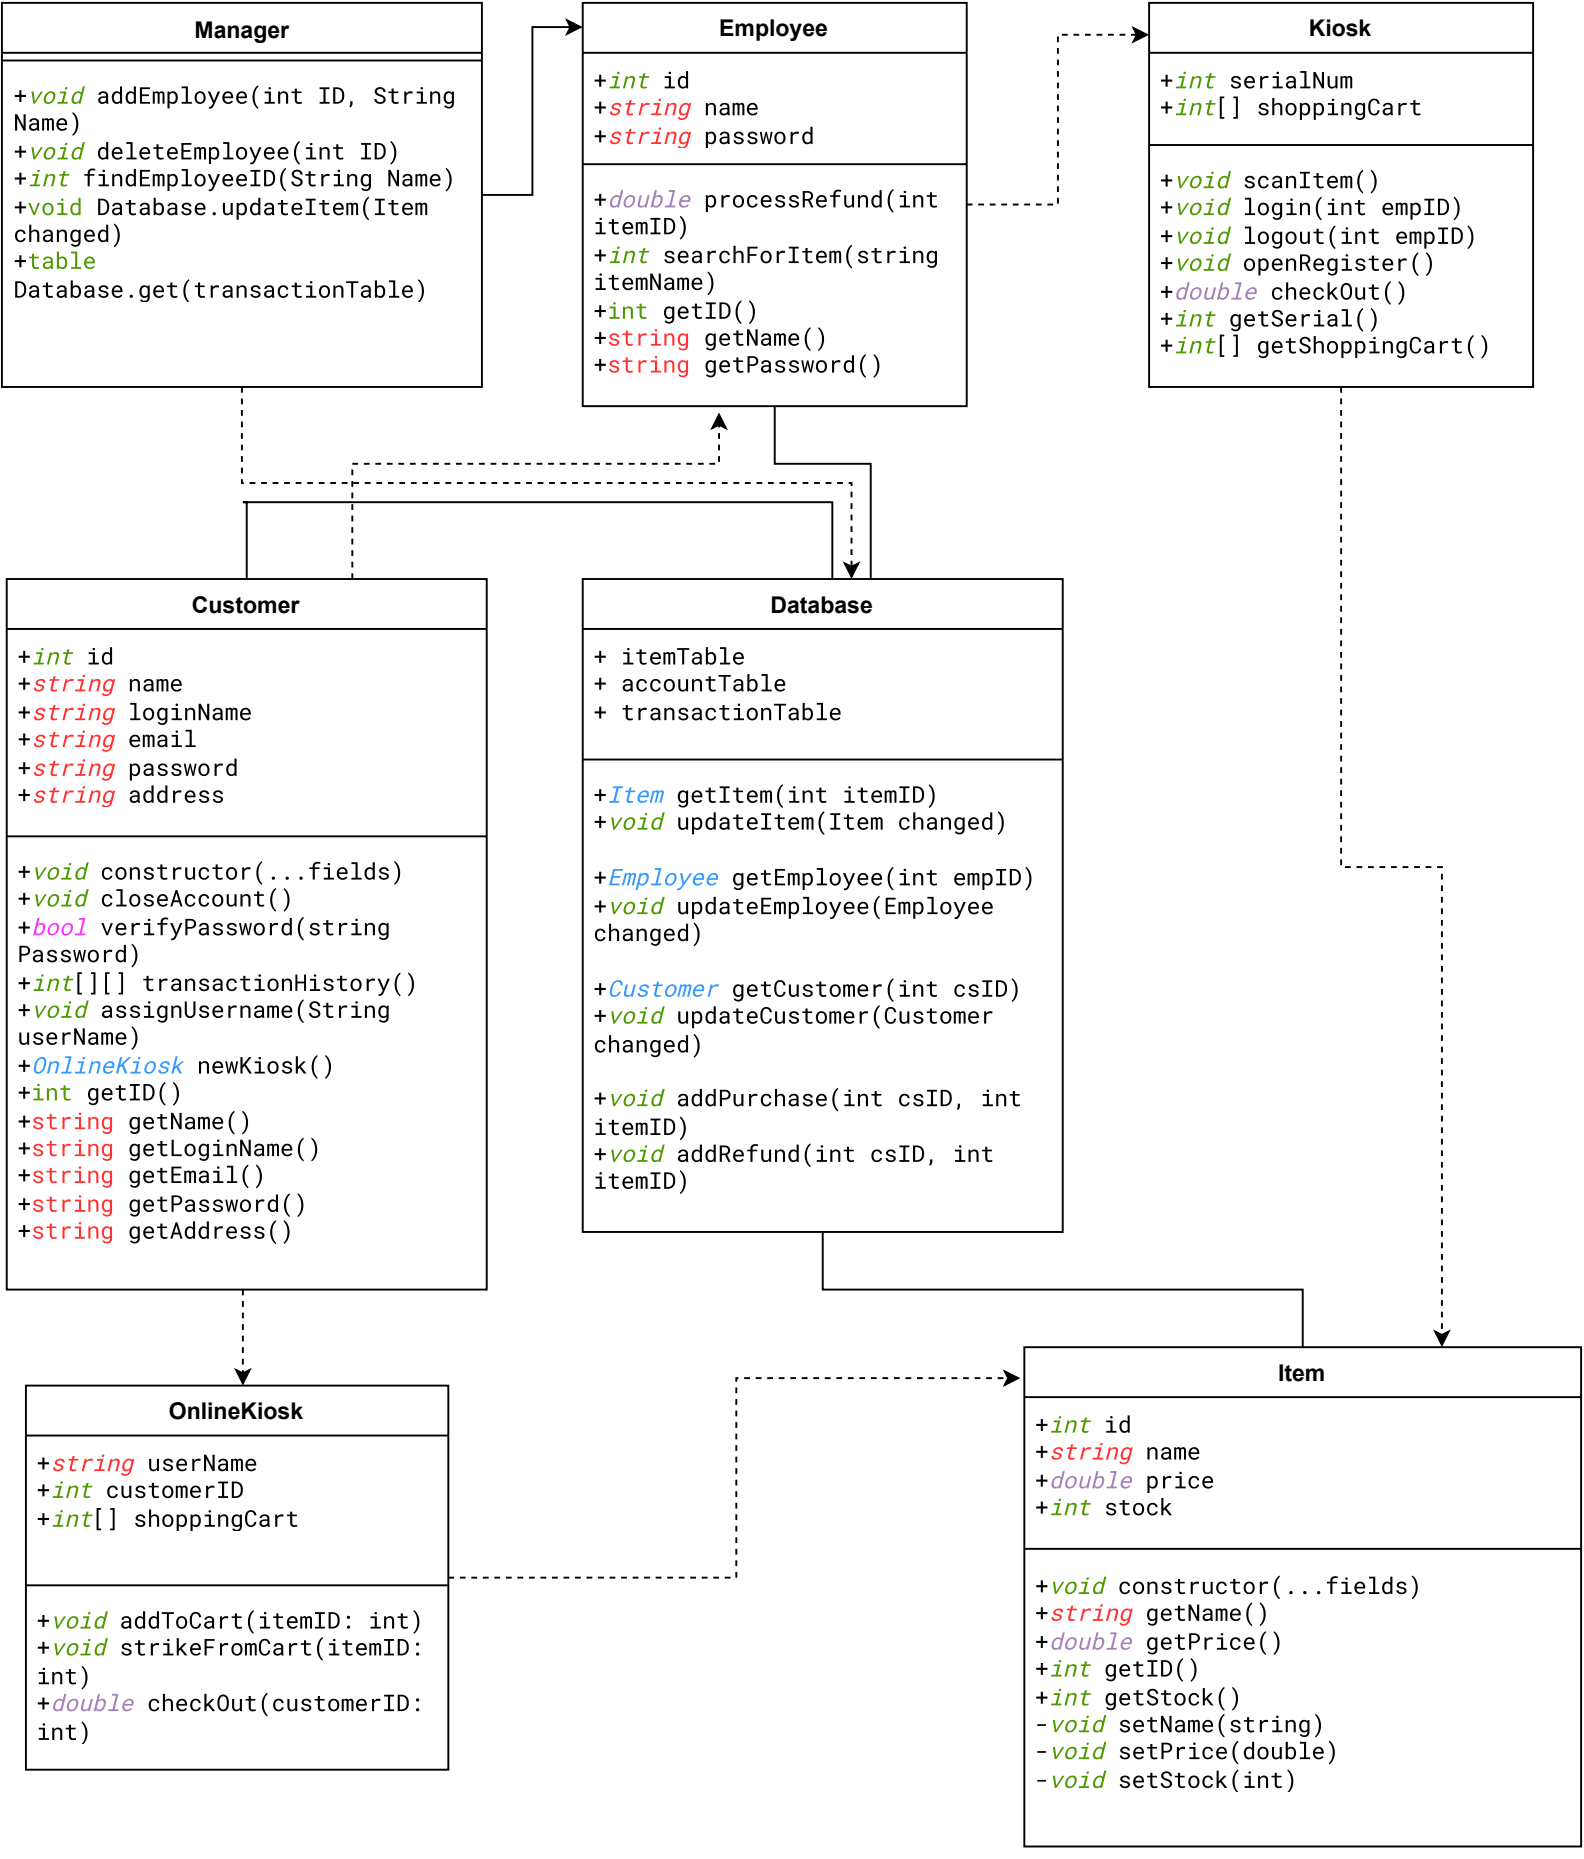 Manager
+void addEmployee(int ID, String
Name)
+void deleteEmployee(int ID)
+int findEmployeeID(String Name)
+void Database.updateItem(Item
changed)
+table
Database.get(transactionTable)
Employee
+int id
+string name
+string password
+double processRefund(int
itemID)
+int searchForItem(string
itemName)
+int getID()
+string getName()
+string getPassword()
Kiosk
+int serialNum
+int[] shoppingCart
+void scanItem()
+void login(int empID)
+void logout(int empID)
+void openRegister()
+double checkOut()
+int getSerial()
+int[] getShoppingCart()
Customer
+int id
+string name
+string loginName
+string email
+string password
+string address
+void constructor(...fields)
+void closeAccount()
+bool verifyPassword(string
Password)
+int[][] transactionHistory()
+void assignUsername(String
userName)
+OnlineKiosk newKiosk()
+int getID()
+string getName()
+string getLoginName()
+string getEmail()
+string getPassword()
+string getAddress()
Database
+ itemTable
+ accountTable
+ transactionTable
+Item getItem(int itemID)
+void updateItem(Item changed)
+Employee getEmployee(int empID)
+void updateEmployee(Employee
changed)
+Customer getCustomer(int csID)
+void updateCustomer(Customer
changed)
+void addPurchase(int csID, int
itemID)
+void addRefund(int csID, int
itemID)
OnlineKiosk
+string userName
+int customerID
+int[] shoppingCart
+void addToCart(itemID: int)
+void strikeFromCart(itemID:
int)
+double checkOut(customerID:
int)
Item
+int id
+string name
+double price
+int stock
+void constructor(...fields)
+string getName()
+double getPrice()
+int getID()
+int getStock()
-void setName(string)
-void setPrice(double)
-void setStock(int)